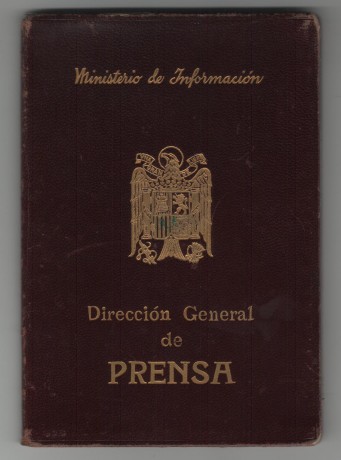 Ministerio de Información
Dirección General
de
PRENSA